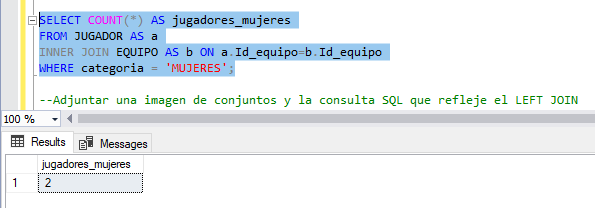 SELECT COUNT(*) AS jugadores_mujeres
FROM JUGADOR AS a
INNER JOIN EQUIPO AS b ON a.Id_equipo=b.Id_equipo
WHERE categoria = 'MUJERES';
--Adjuntar una imagen de conjuntos y la consulta SQL que refleje el LEFT JOIN
100 %
Results Messages
jugadores_mujeres
1 2